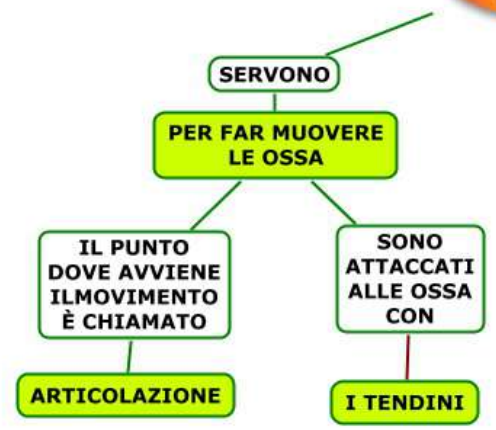 SERVONO
PER FAR MUOVERE
LE OSSA
IL PUNTO
DOVE AVVIENE
ILMOVIMENTO
È CHIAMATO
SONO
ATTACCATI
ALLE OSSA
CON
ARTICOLAZIONE
I TENDINI